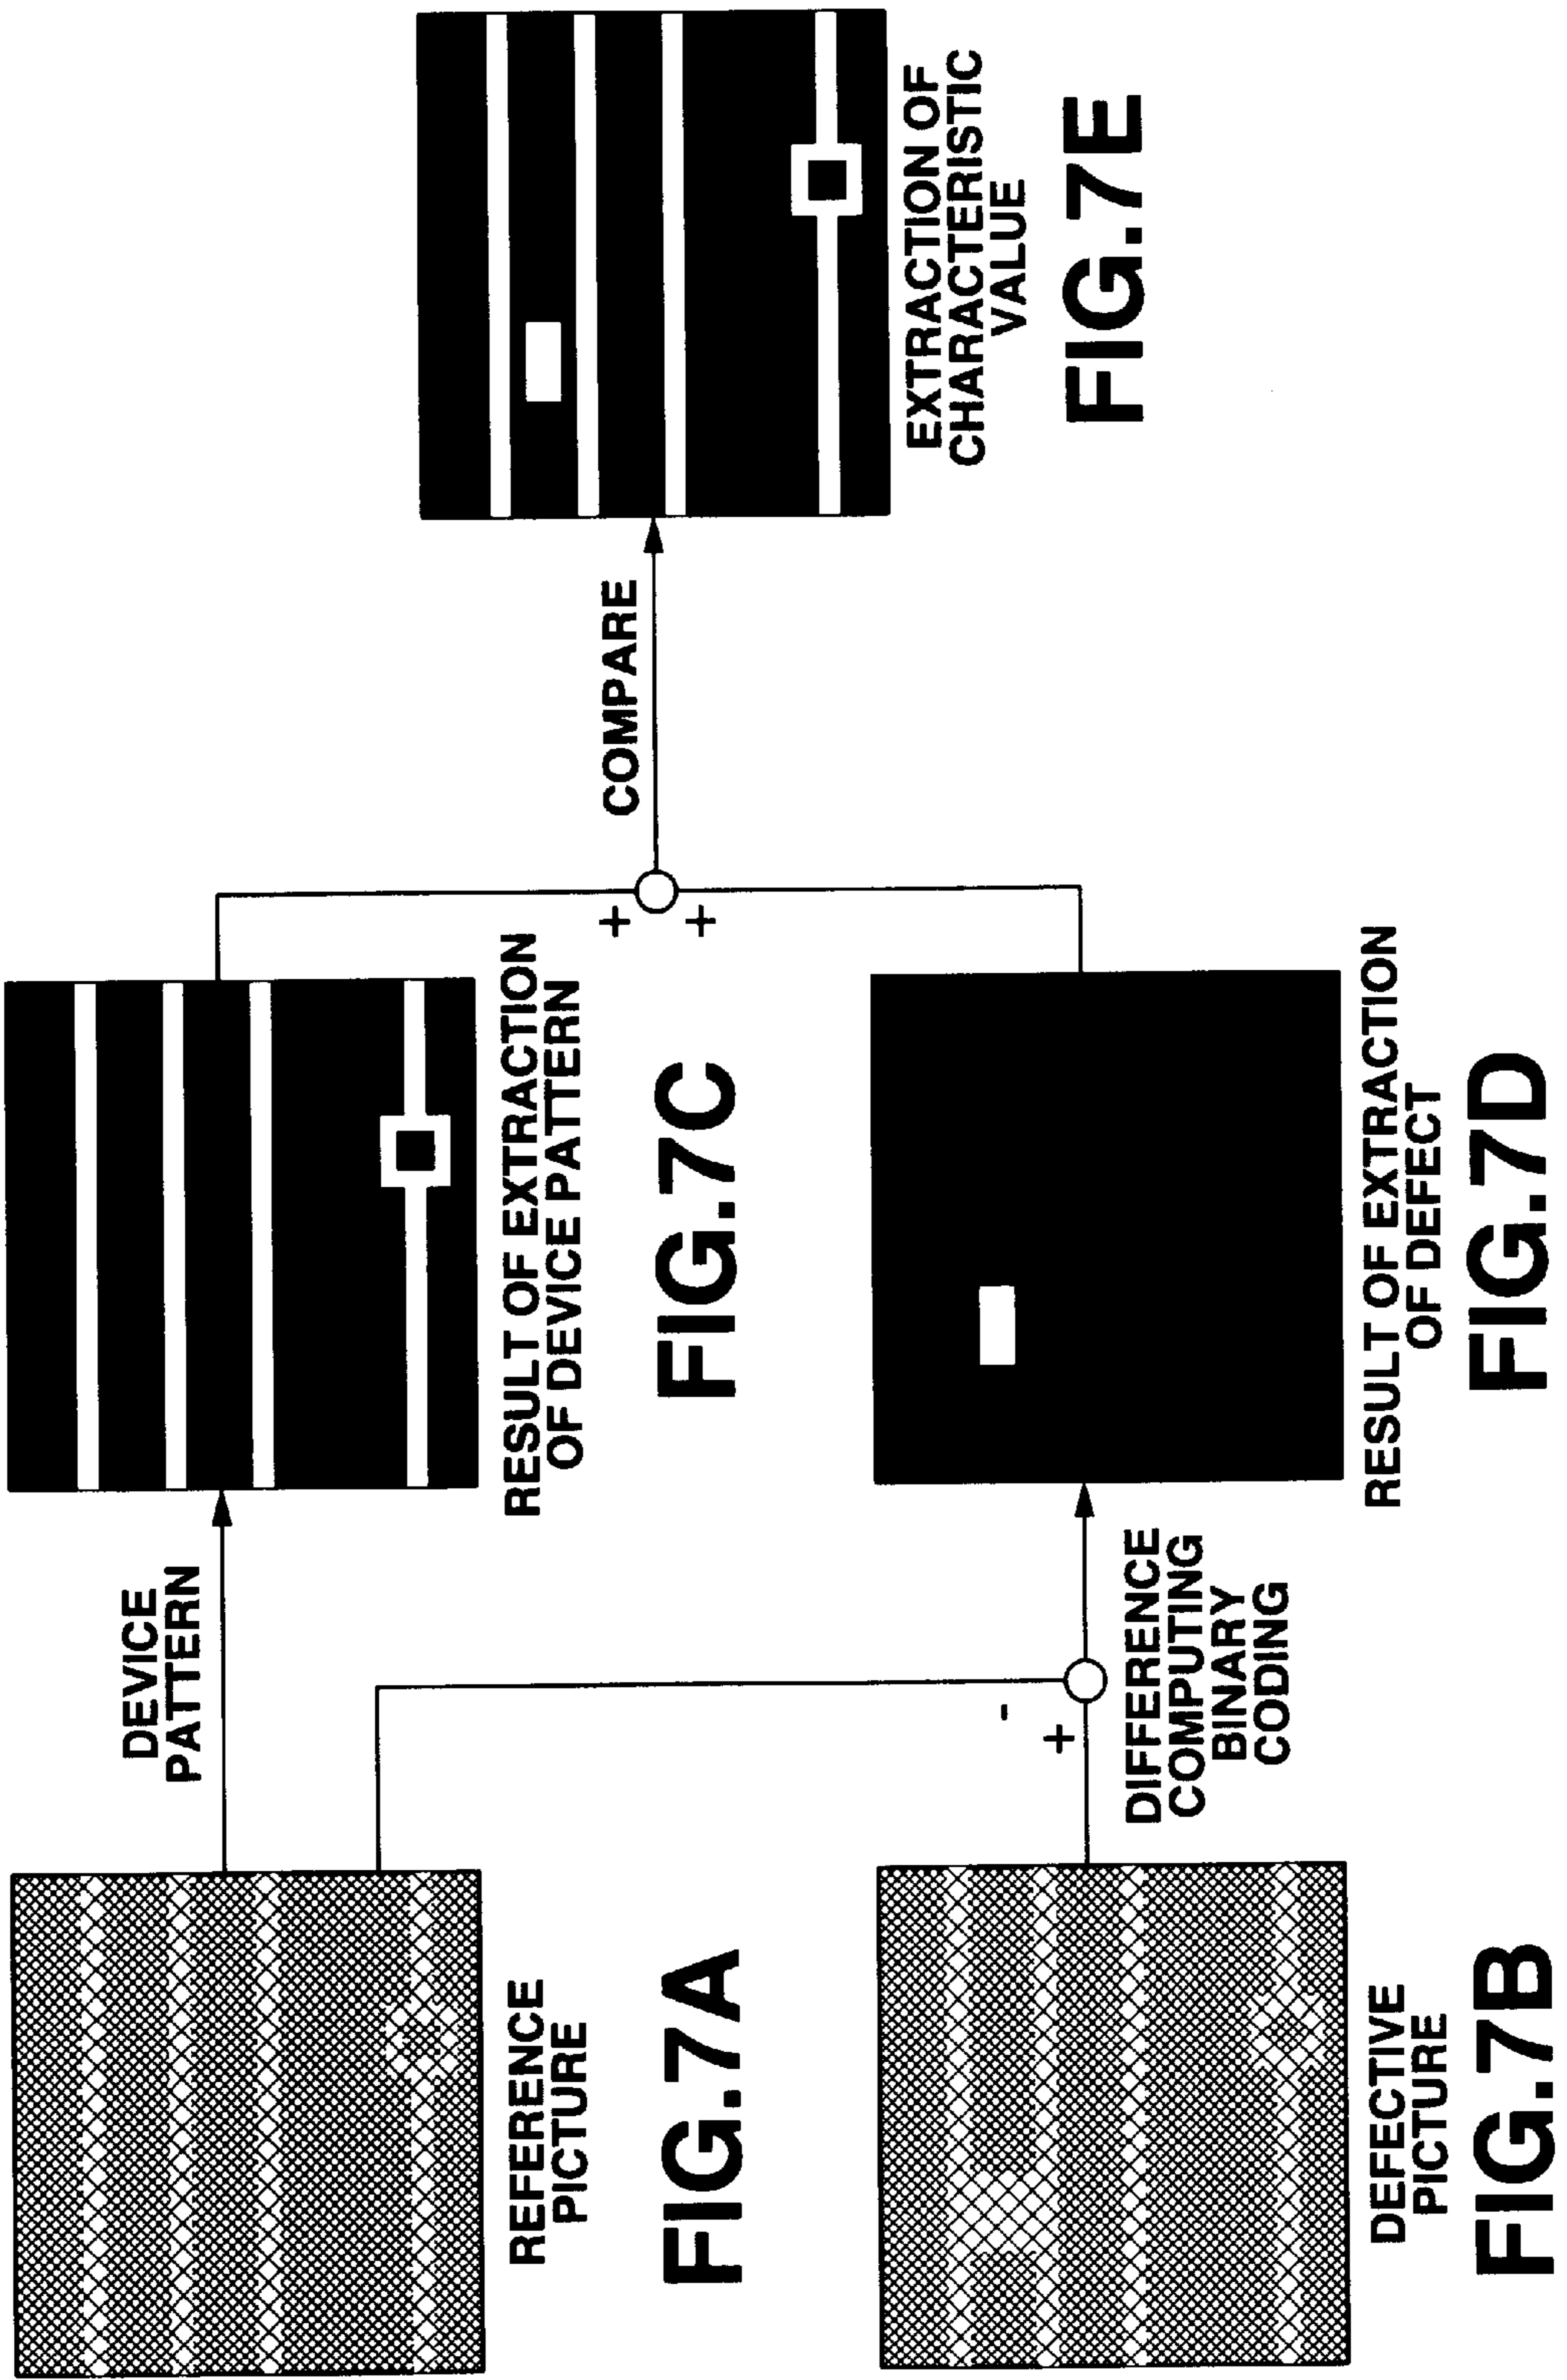 REFERENCE
PICTURE
FIG.7A
DEVICE
PATTERN
RESULT OF EXTRACTION
OF DEVICE PATTERN
FIG.7C
DEFECTIVE
PICTURE
FIG.7B
-
+
DIFFERENCE
COMPUTING
BINARY
CODING
RESULT OF EXTRACTION
OF DEFECT
FIG.7D
+
+
COMPARE
EXTRACTION OF
CHARACTERISTIC
VALUE
FIG.7E